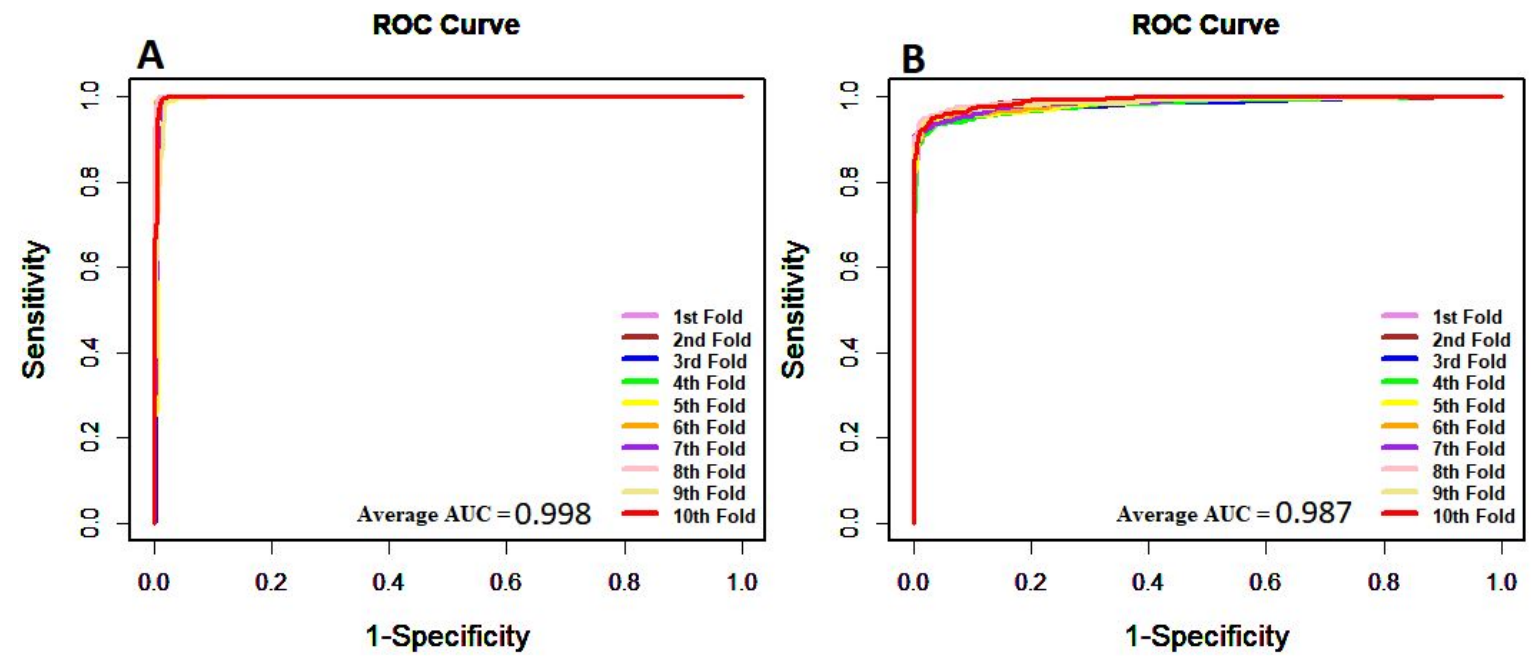 ROC Curve
A
1.0
0.8
0.6
0.4
0.2
0.0
Sensitivity
1st Fold
2nd Fold
3rd Fold
4th Fold
5th Fold
6th Fold
7th Fold
8th Fold
9th Fold
10th Fold
Average AUC = 0.998
0.0 0.2 0.4 0.6 0.8 1.0
1-Specificity
ROC Curve
B
1.0
0.8
0.6
0.4
0.2
0.0
Sensitivity
1st Fold
2nd Fold
3rd Fold
4th Fold
5th Fold
6th Fold
7th Fold
8th Fold
9th Fold
10th Fold
Average AUC = 0.987
0.0 0.2 0.4 0.6 0.8 1.0
1-Specificity